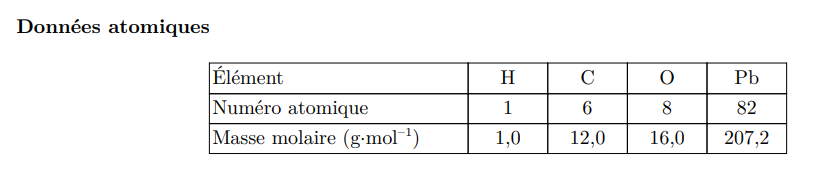 Données atomiques
Élément H C O Pb
Numéro atomique 1 6 8 82
Masse molaire (g·mol⁻¹) 1,0 12,0 16,0 207,2